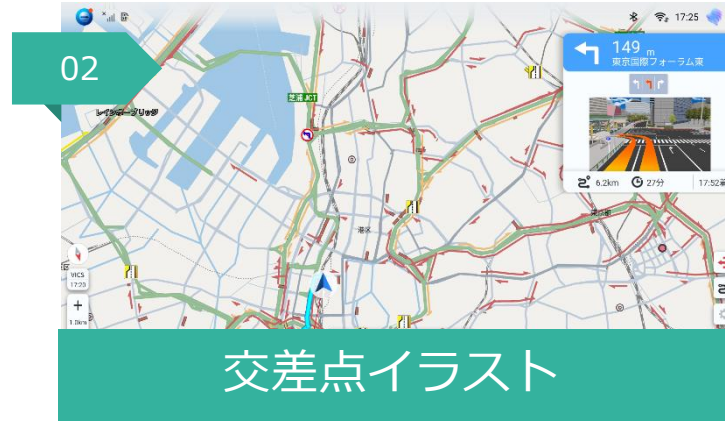 02
17:25
149 m
東京国際フォーラム東
芝浦JCT
レインボーブリッジ
港区
6.2km
27分
17:52着
VICS
17:20
+
1.0km
交差点イラスト